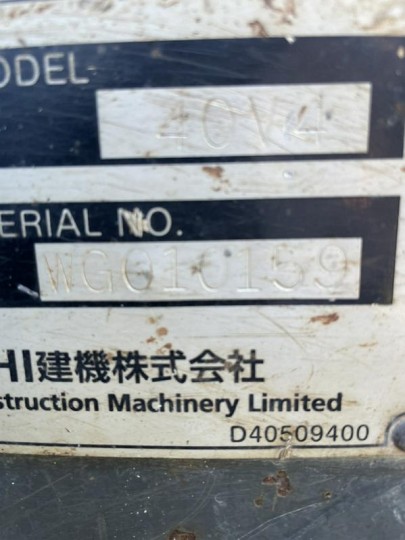 ODEL
40V4
ERIAL NO.
WG010159
HI建機株式会社
struction Machinery Limited
D40509400